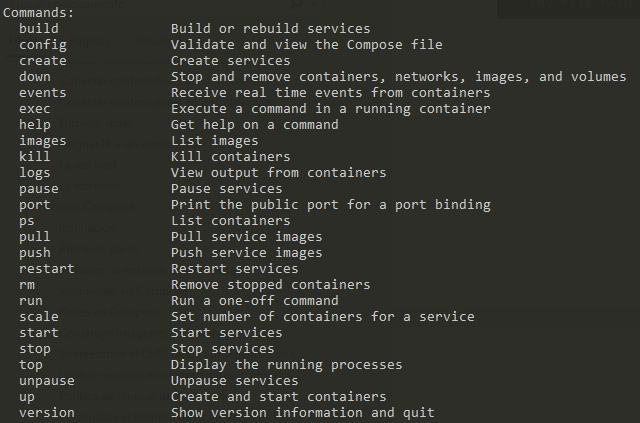 Commands:
  build              Build or rebuild services
  config             Validate and view the Compose file
  create             Create services
  down               Stop and remove containers, networks, images, and volumes
  events             Receive real time events from containers
  exec               Execute a command in a running container
  help               Get help on a command
  images             List images
  kill               Kill containers
  logs               View output from containers
  pause              Pause services
  port               Print the public port for a port binding
  ps                 List containers
  pull               Pull service images
  push               Push service images
  restart            Restart services
  rm                 Remove stopped containers
  run                Run a one-off command
  scale              Set number of containers for a service
  start              Start services
  stop               Stop services
  top                Display the running processes
  unpause            Unpause services
  up                 Create and start containers
  version            Show version information and quit